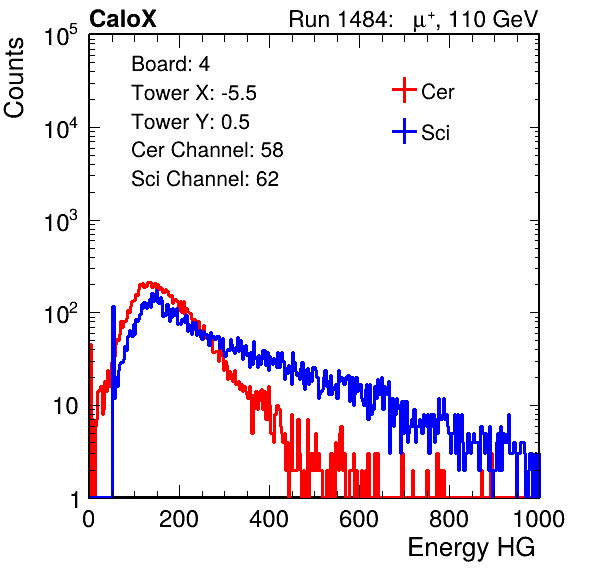 CaloX Run 1484: μ⁺, 110 GeV
Counts
Board: 4
Tower X: -5.5
Tower Y: 0.5
Cer Channel: 58
Sci Channel: 62
Cer
Sci
10⁵
10⁴
10³
10²
10
1
0 200 400 600 800 1000
Energy HG